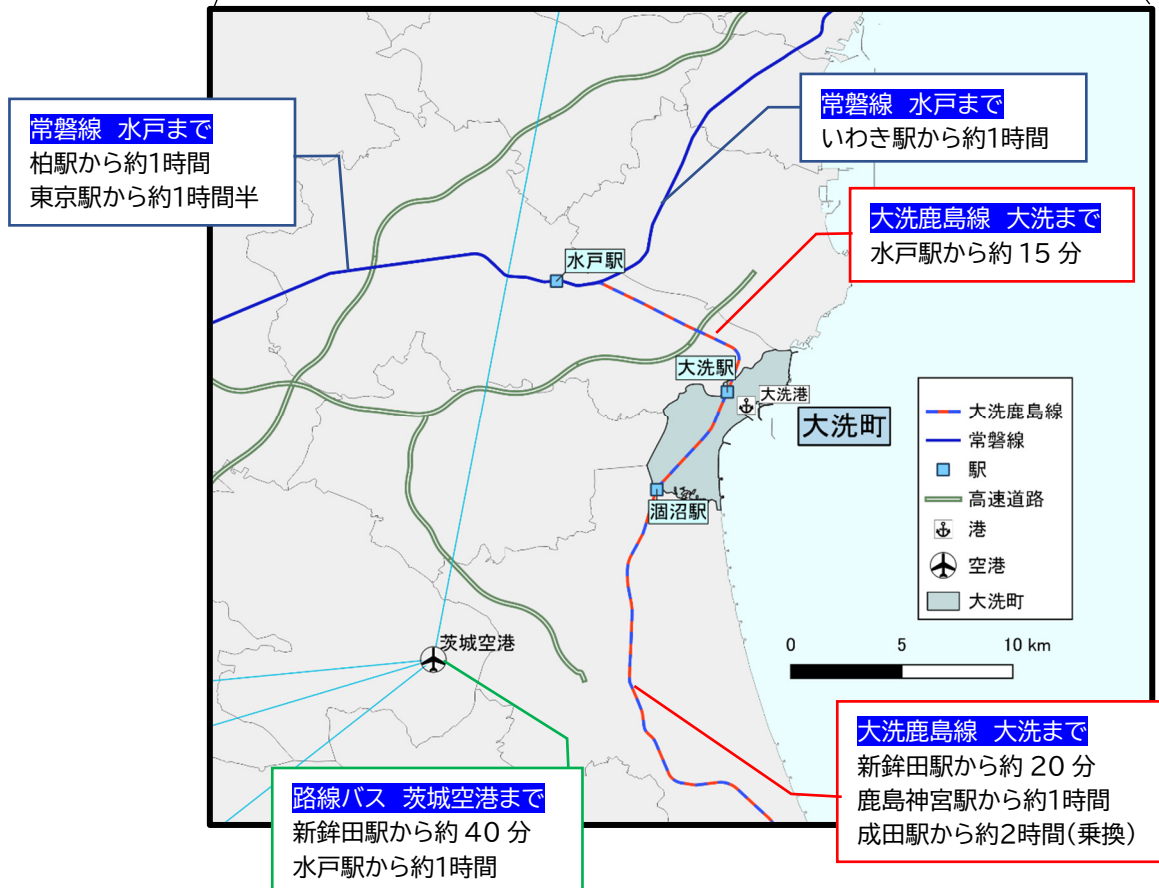 常磐線 水戸まで
柏駅から約1時間
東京駅から約1時間半
常磐線 水戸まで
いわき駅から約1時間
大洗鹿島線 大洗まで
水戸駅から約 15 分
水戸駅
大洗駅
大洗港
大洗町
涸沼駅
茨城空港
大洗鹿島線
常磐線
駅
高速道路
港
空港
大洗町
0 5 10 km
路線バス 茨城空港まで
新鉾田駅から約 40 分
水戸駅から約1時間
大洗鹿島線 大洗まで
新鉾田駅から約 20 分
鹿島神宮駅から約1時間
成田駅から約2時間(乗換)